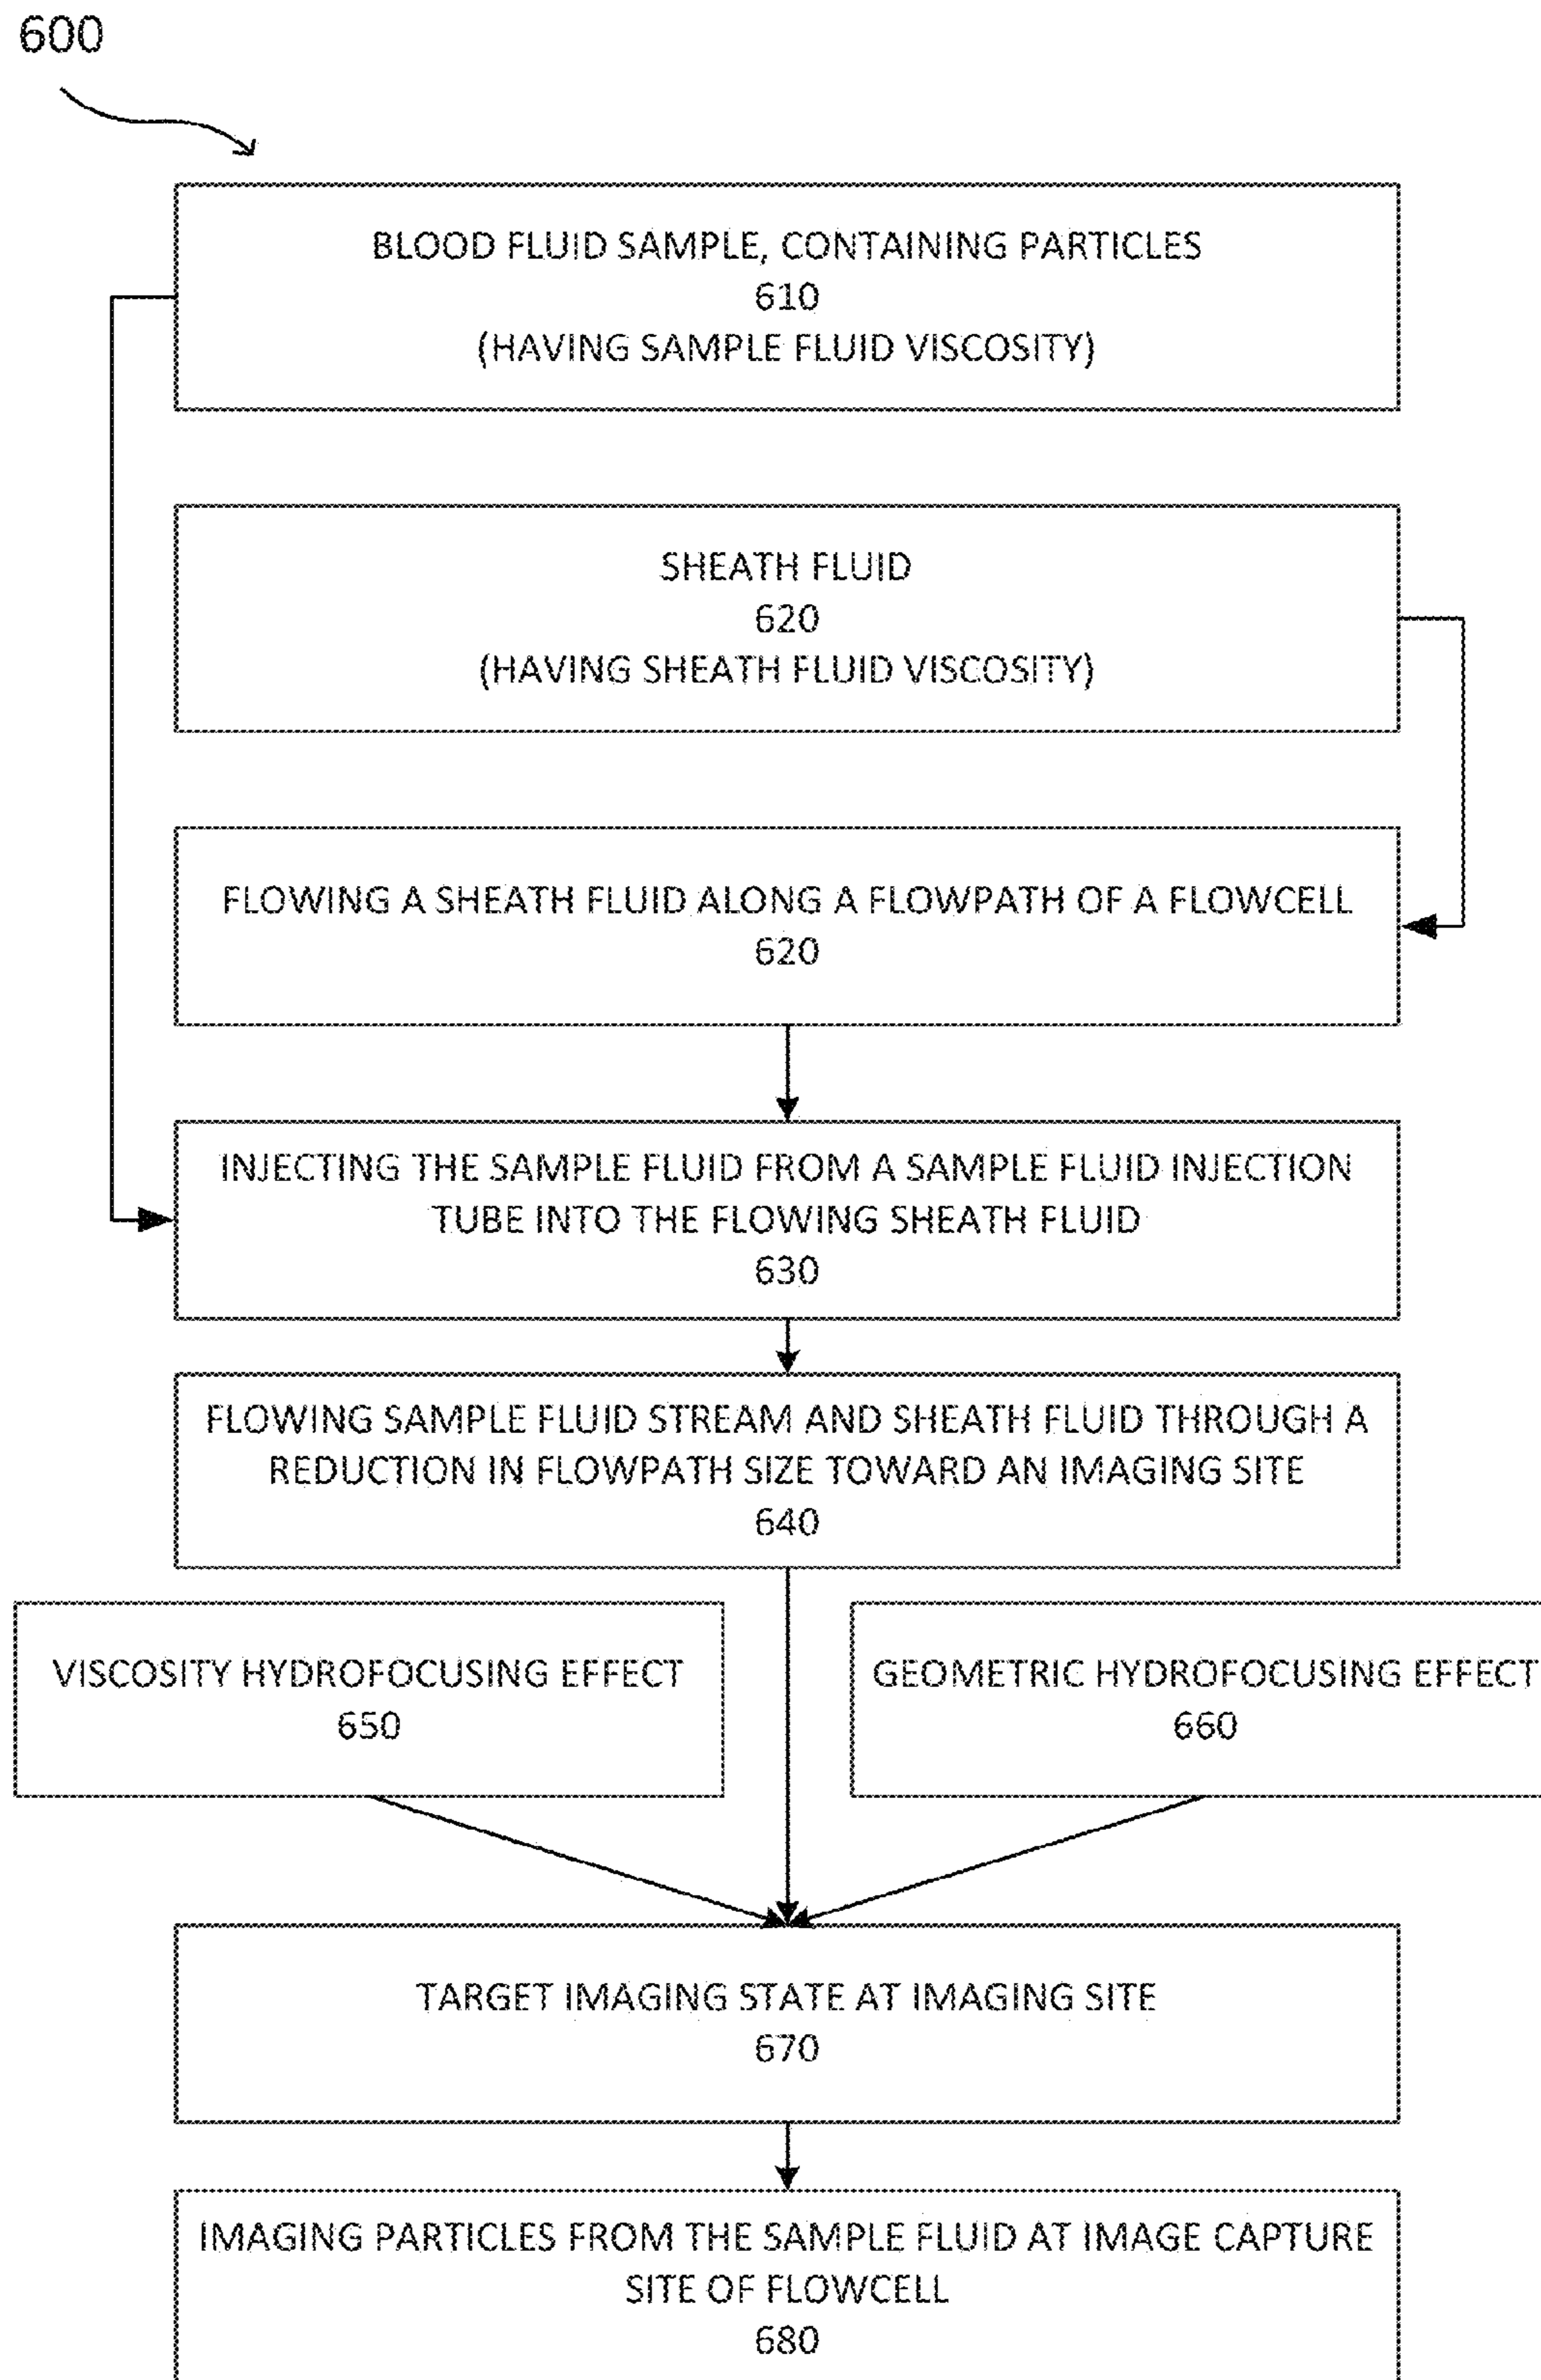 600
BLOOD FLUID SAMPLE, CONTAINING PARTICLES
610
(HAVING SAMPLE FLUID VISCOSITY)
SHEATH FLUID
620
(HAVING SHEATH FLUID VISCOSITY)
FLOWING A SHEATH FLUID ALONG A FLOWPATH OF A FLOWCELL
620
INJECTING THE SAMPLE FLUID FROM A SAMPLE FLUID INJECTION
TUBE INTO THE FLOWING SHEATH FLUID
630
FLOWING SAMPLE FLUID STREAM AND SHEATH FLUID THROUGH A
REDUCTION IN FLOWPATH SIZE TOWARD AN IMAGING SITE
640
VISCOSITY HYDROFOCUSING EFFECT
650
GEOMETRIC HYDROFOCUSING EFFECT
660
TARGET IMAGING STATE AT IMAGING SITE
670
IMAGING PARTICLES FROM THE SAMPLE FLUID AT IMAGE CAPTURE
SITE OF FLOWCELL
680